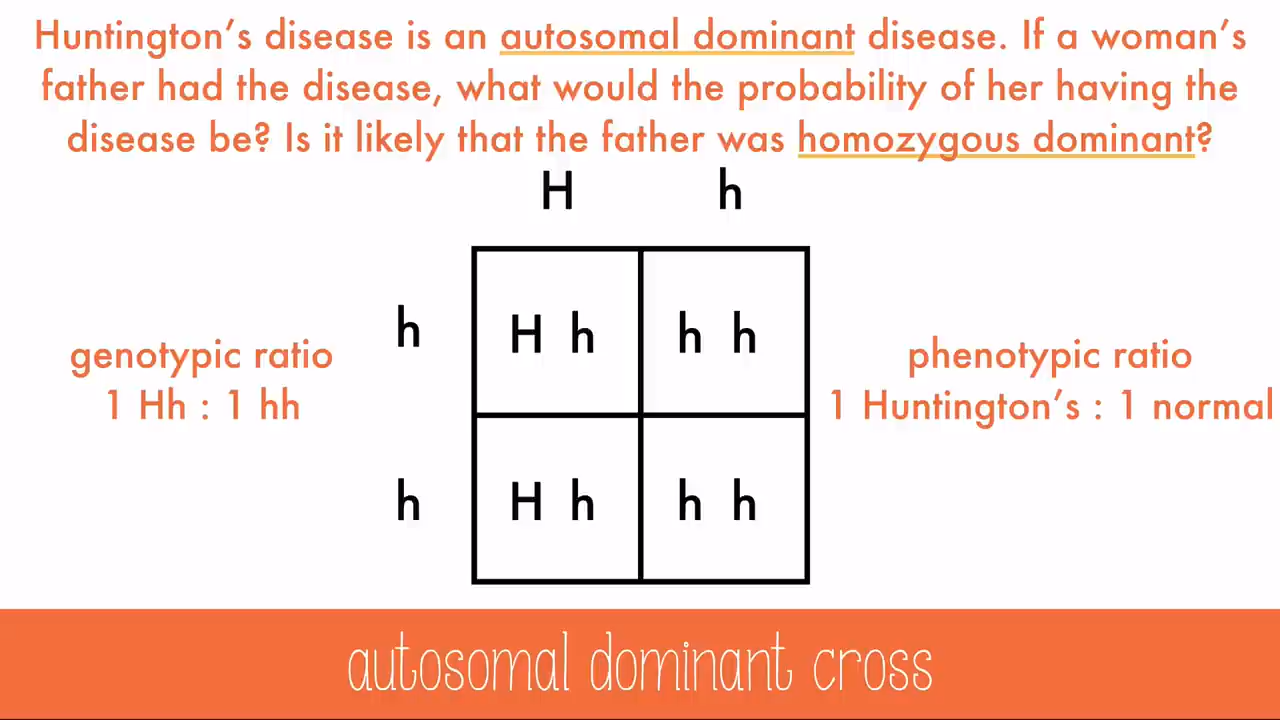 Huntington’s disease is an autosomal dominant disease. If a woman’s
father had the disease, what would the probability of her having the
disease be? Is it likely that the father was homozygous dominant?
H h
h H h h h
genotypic ratio
1 Hh : 1 hh
phenotypic ratio
1 Huntington’s : 1 normal
h H h h h
autosomal dominant cross